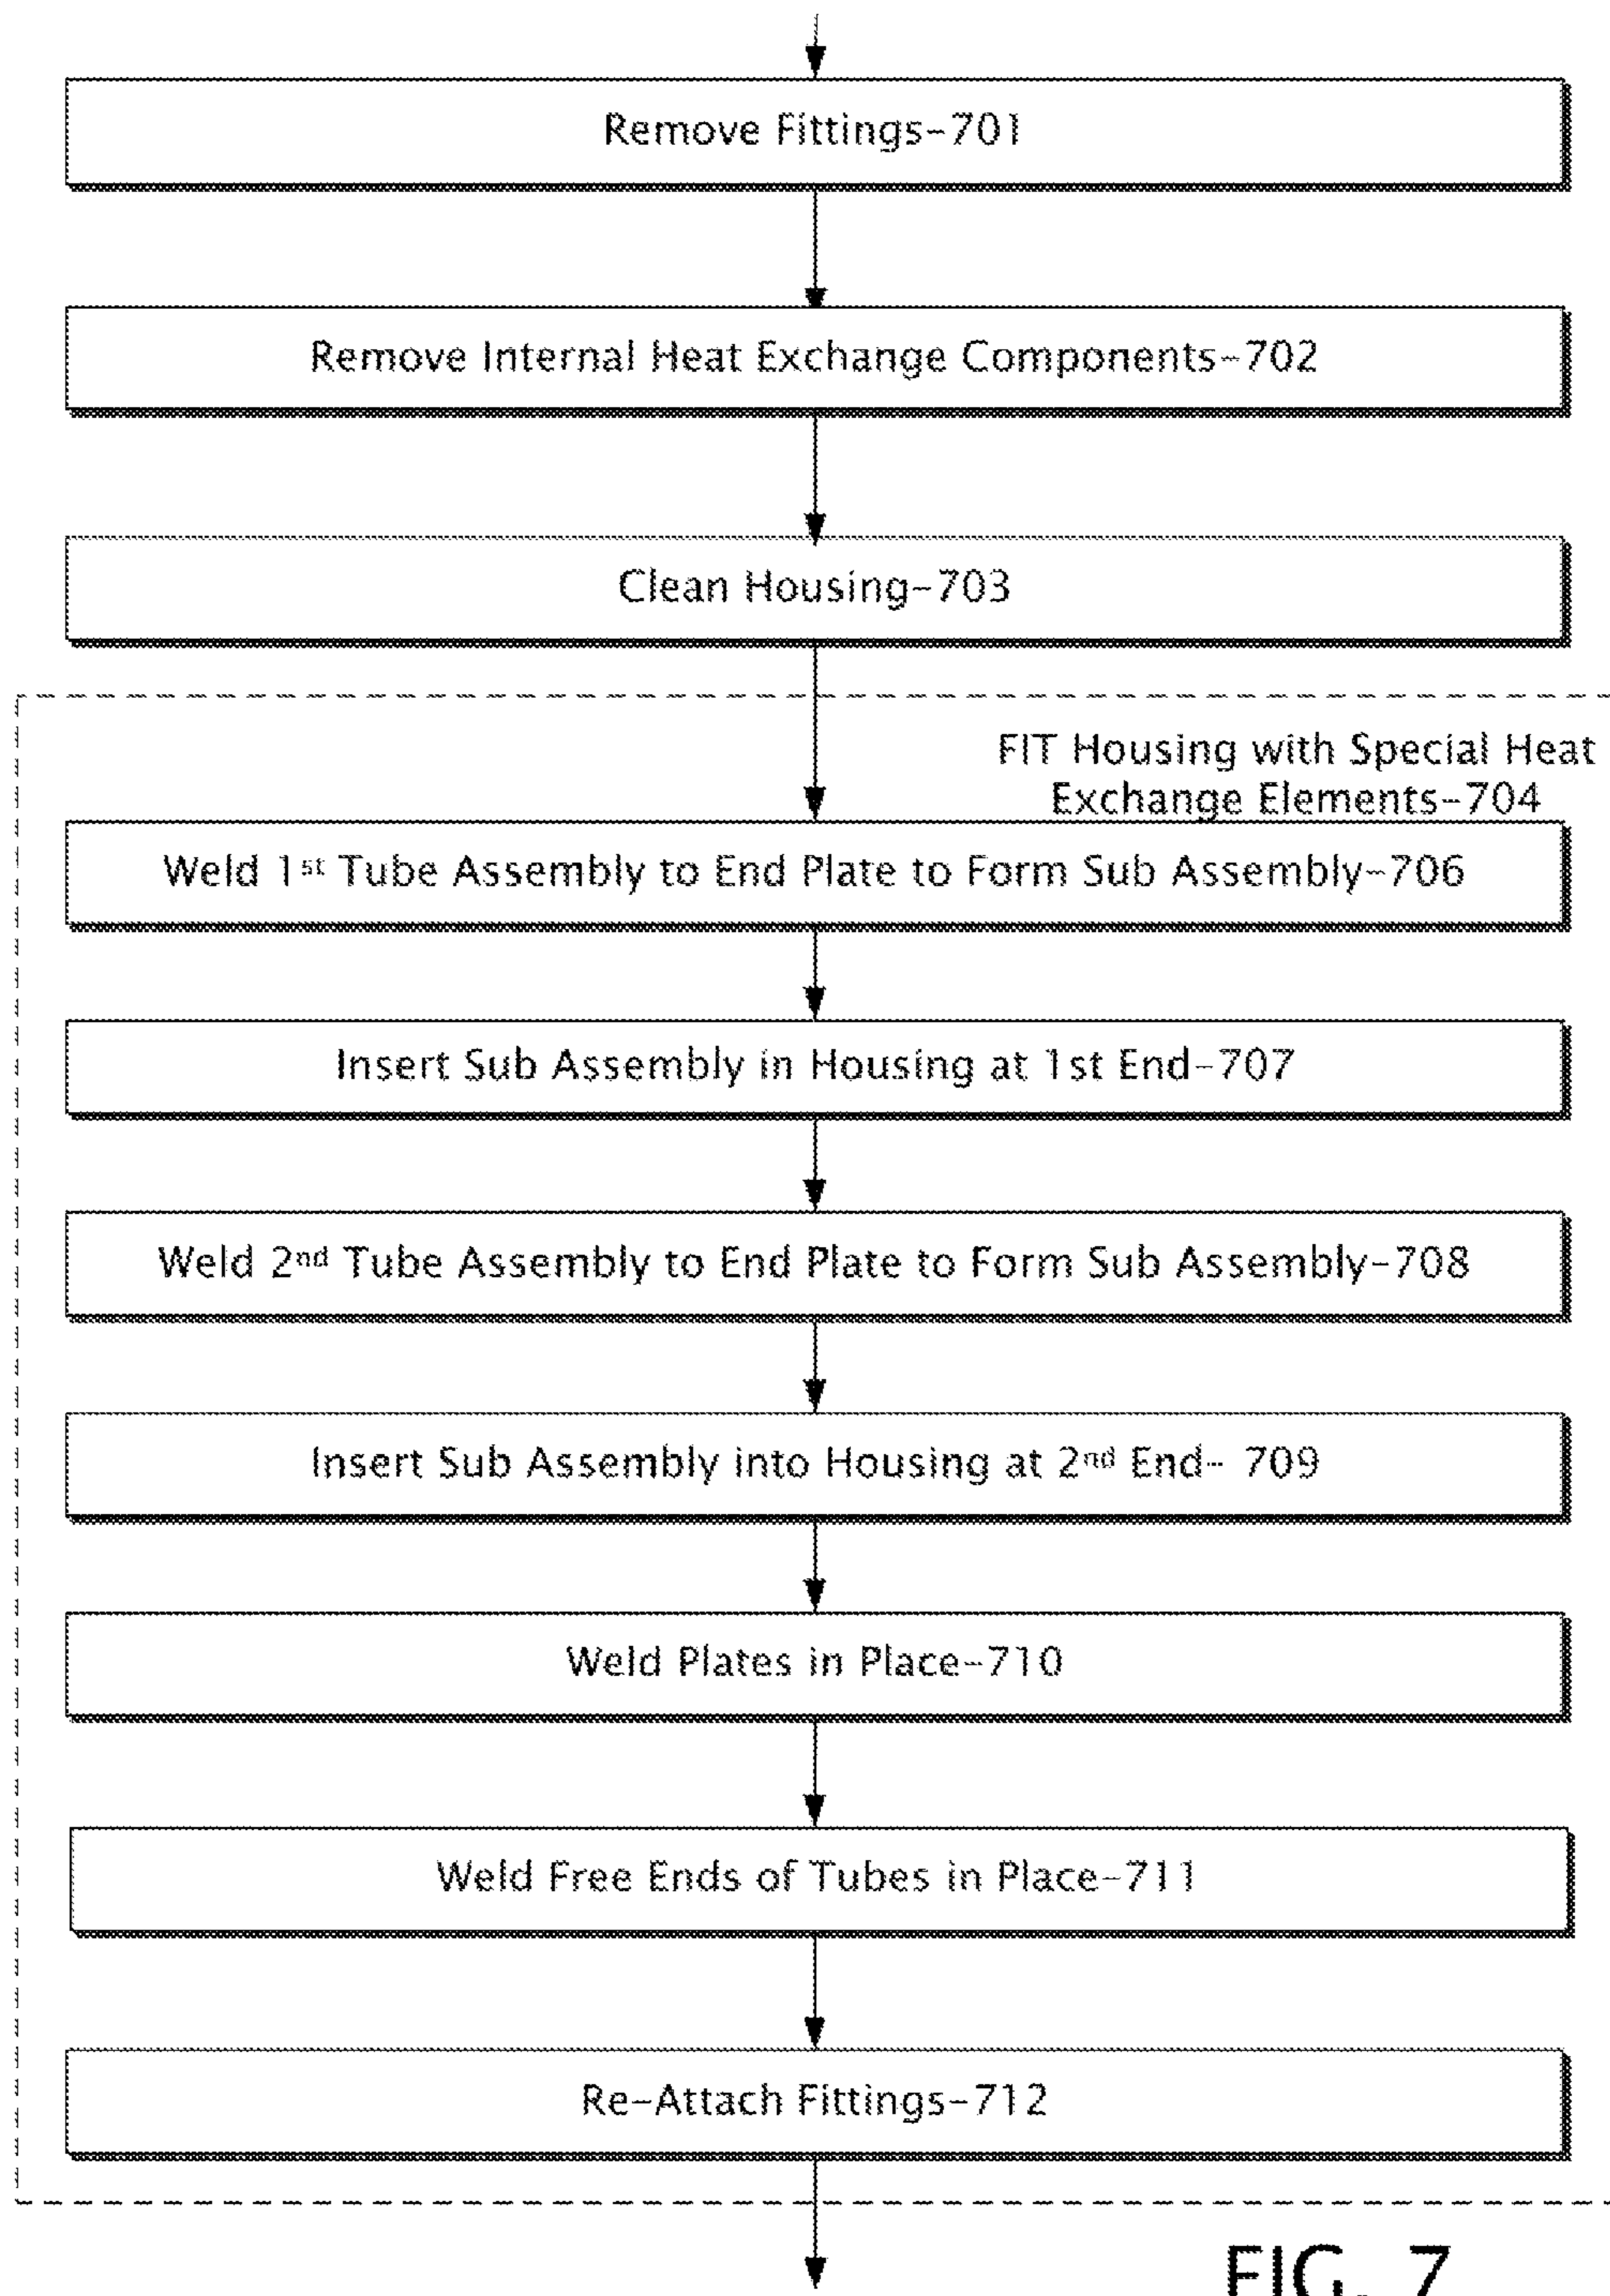 Remove Fittings-701
Remove Internal Heat Exchange Components-702
Clean Housing-703
FIT Housing with Special Heat
Exchange Elements-704
Weld 1st Tube Assembly to End Plate to Form Sub Assembly-706
Insert Sub Assembly in Housing at 1st End-707
Weld 2nd Tube Assembly to End Plate to Form Sub Assembly-708
Insert Sub Assembly into Housing at 2nd End- 709
Weld Plates in Place-710
Weld Free Ends of Tubes in Place-711
Re-Attach Fittings-712
FIG. 7